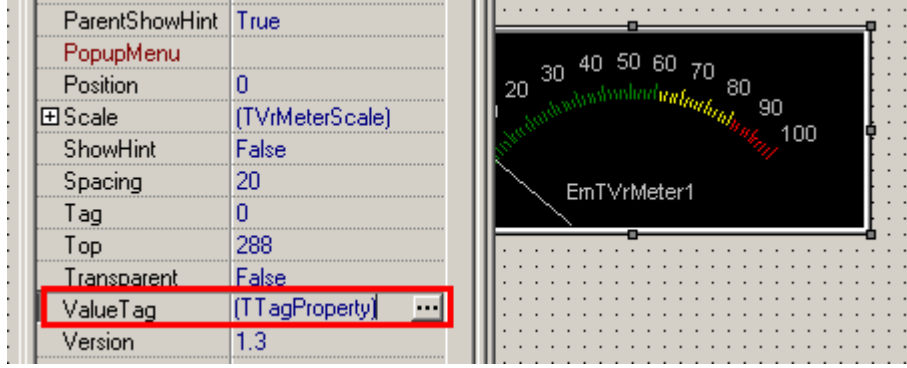 ParentShowHint True
PopupMenu
Position 0
Scale (TVrMeterScale)
ShowHint False
Spacing 20
Tag 0
Top 288
Transparent False
ValueTag (TTagProperty) ...
Version 1.3
20 30 40 50 60 70 80 90 100
EmTVrMeter1